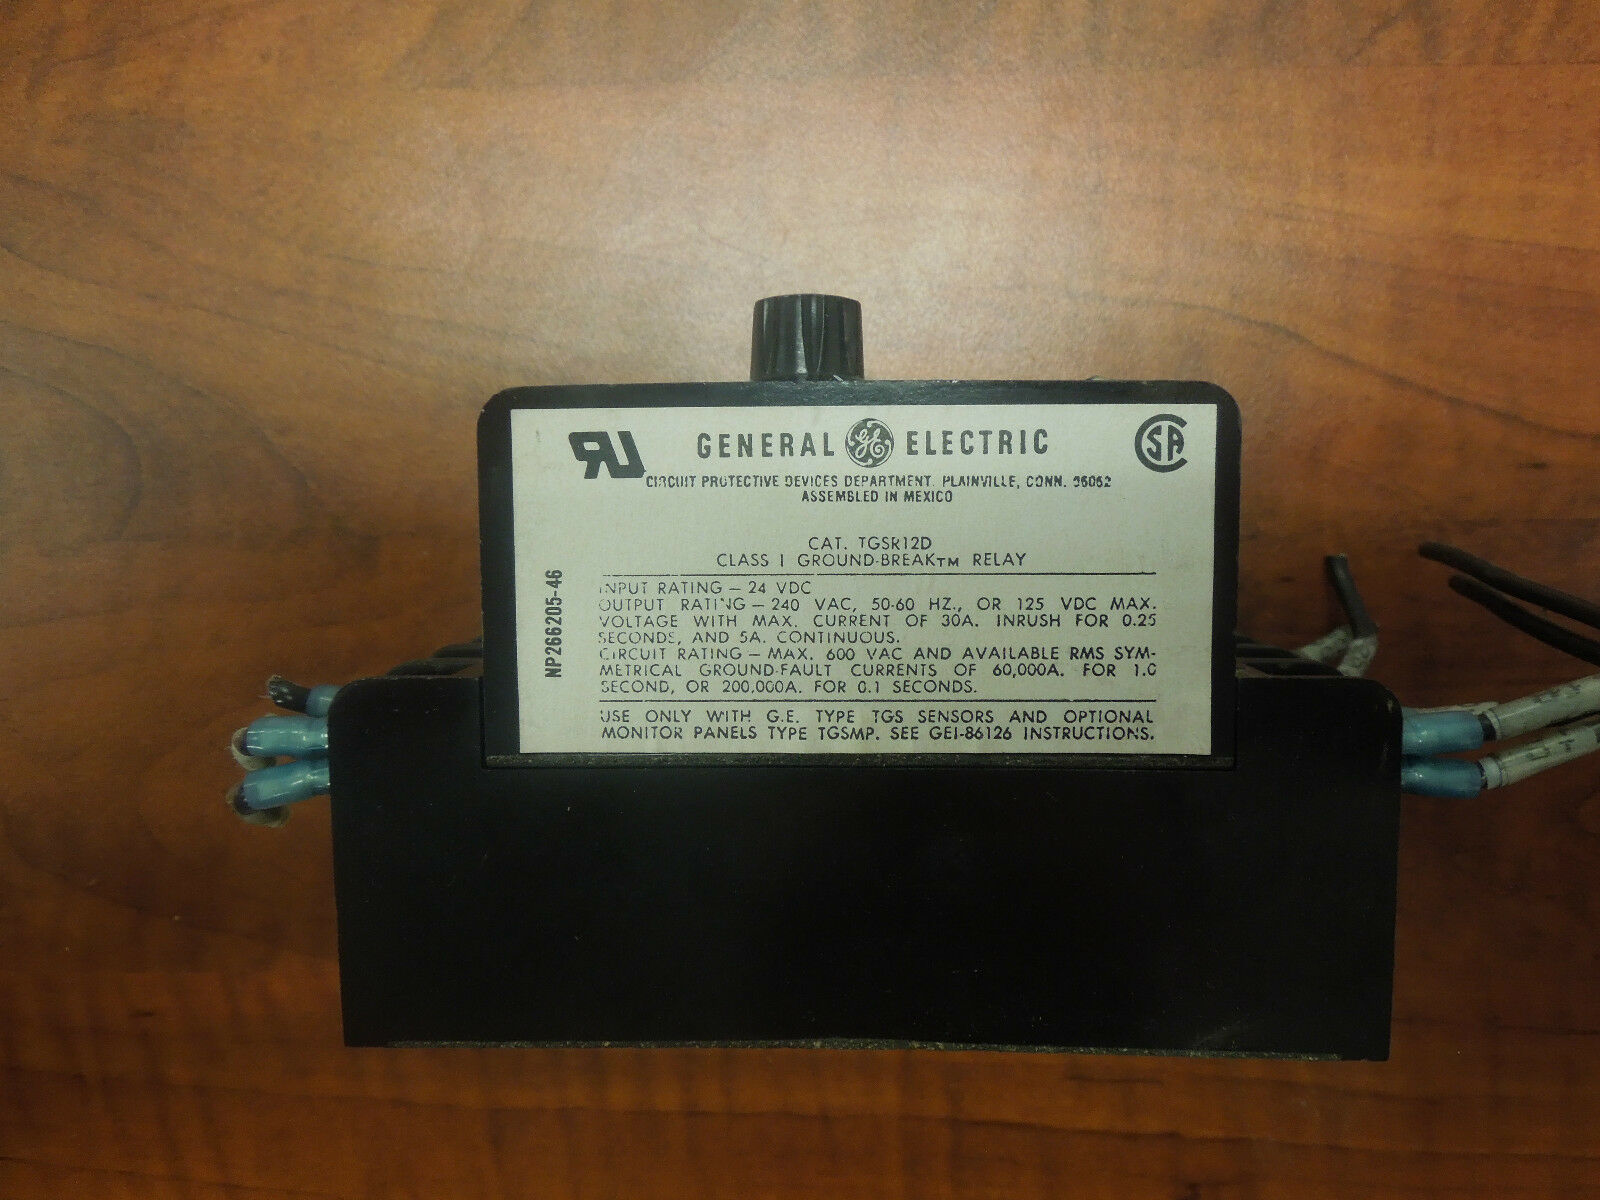 GENERAL GE ELECTRIC
CIRCUIT PROTECTIVE DEVICES DEPARTMENT, PLAINVILLE, CONN. 06062
ASSEMBLED IN MEXICO
CAT. TGSR12D
CLASS I GROUND-BREAK™ RELAY
INPUT RATING – 24 VDC
OUTPUT RATING – 240 VAC, 50-60 HZ., OR 125 VDC MAX.
VOLTAGE WITH MAX. CURRENT OF 30A. INRUSH FOR 0.25
SECONDS, AND 5A. CONTINUOUS.
CIRCUIT RATING – MAX. 600 VAC AND AVAILABLE RMS SYM-
METRICAL GROUND-FAULT CURRENTS OF 60,000A. FOR 1.0
SECOND, OR 200,000A. FOR 0.1 SECONDS.
USE ONLY WITH G.E. TYPE TGS SENSORS AND OPTIONAL
MONITOR PANELS TYPE TGSMP. SEE GEI-86126 INSTRUCTIONS.
NP266205-46
RU
SA